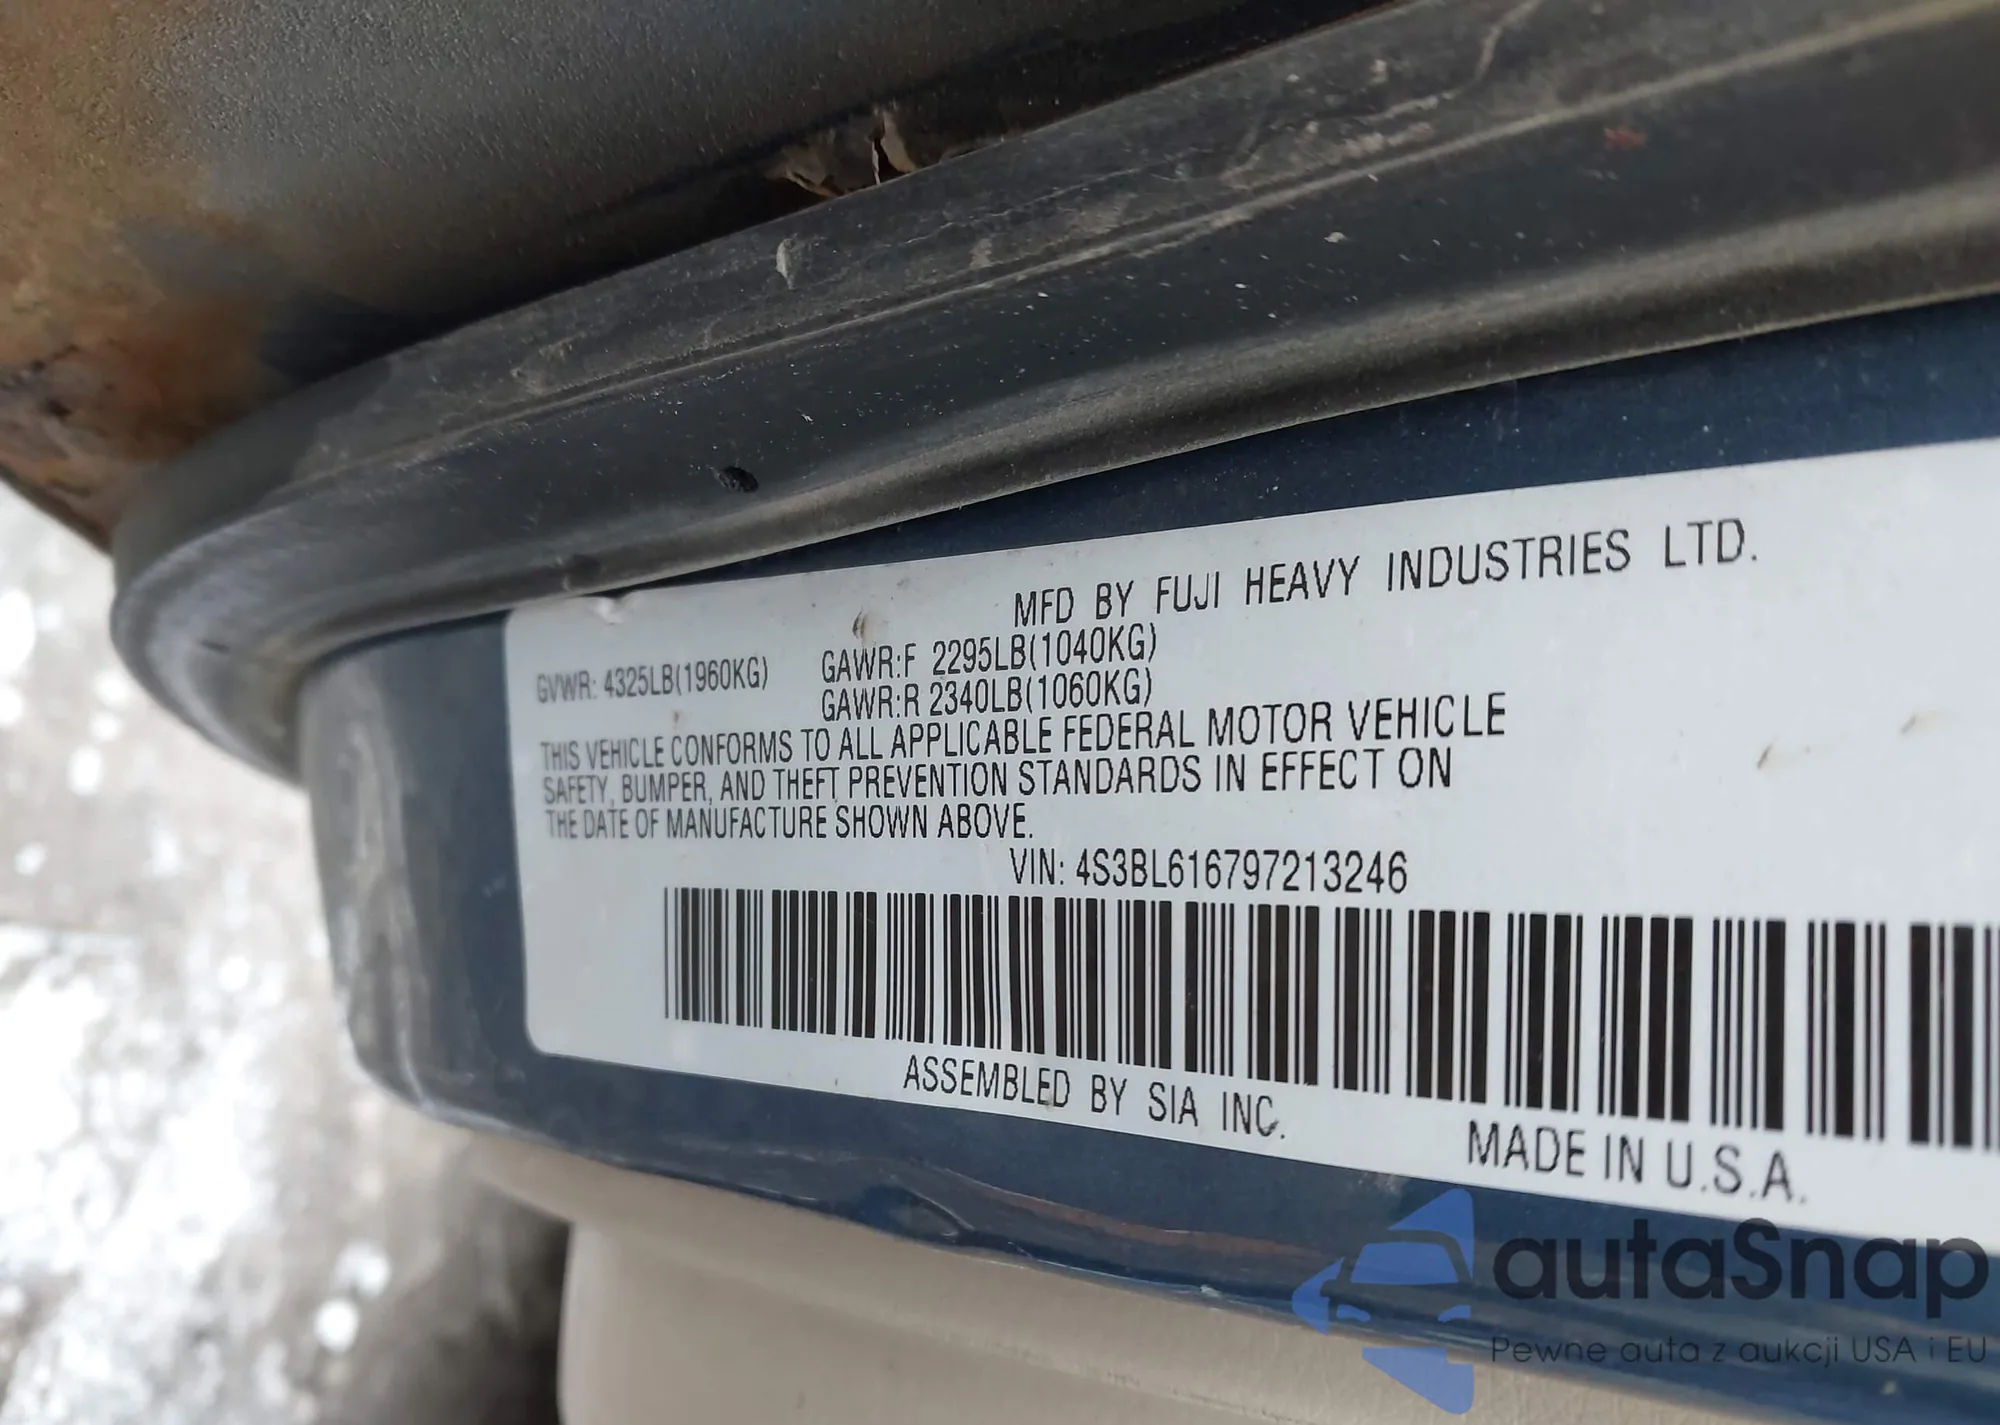 MFD BY FUJI HEAVY INDUSTRIES LTD.
GVWR: 4325LB(1960KG) GAWR:F 2295LB(1040KG)
GAWR:R 2340LB(1060KG)
THIS VEHICLE CONFORMS TO ALL APPLICABLE FEDERAL MOTOR VEHICLE
SAFETY, BUMPER, AND THEFT PREVENTION STANDARDS IN EFFECT ON
THE DATE OF MANUFACTURE SHOWN ABOVE.
VIN: 4S3BL616797213246
ASSEMBLED BY SIA INC.
MADE IN U.S.A.
autaSnap
Pewne auta z aukcji USA i EU